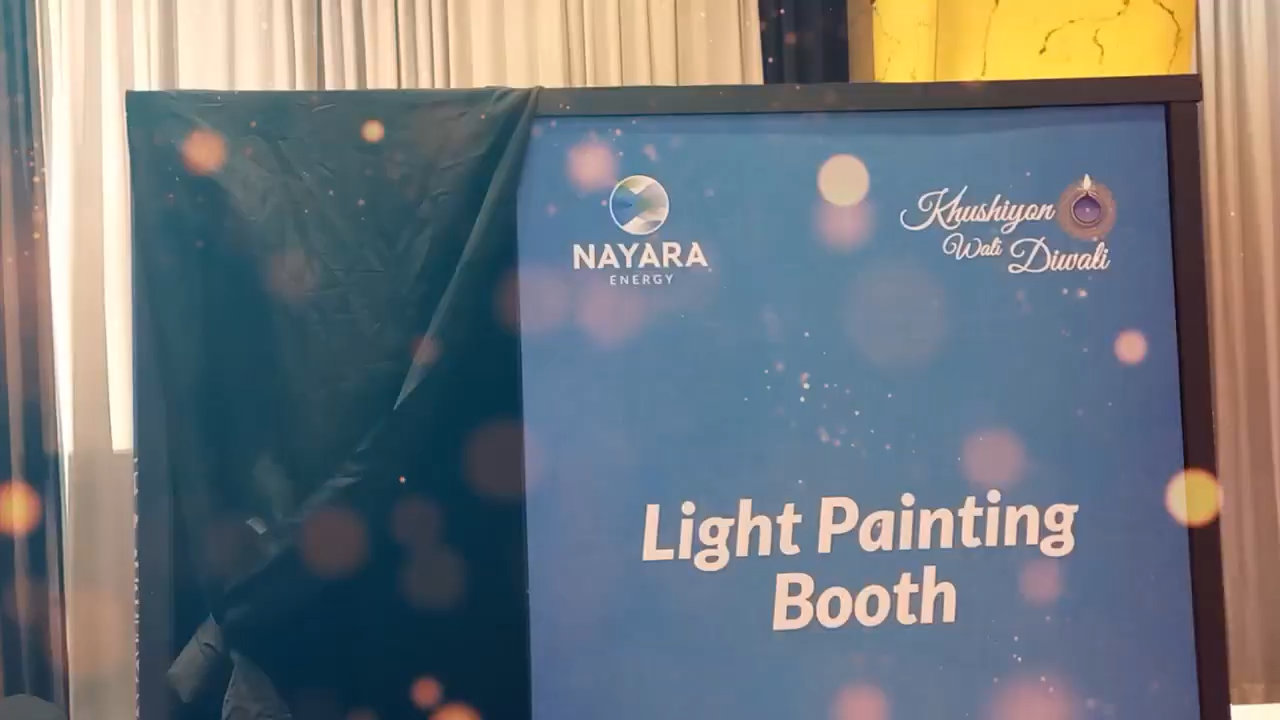 NAYARA
ENERGY
Khushiyon
Wali Diwali
Light Painting
Booth